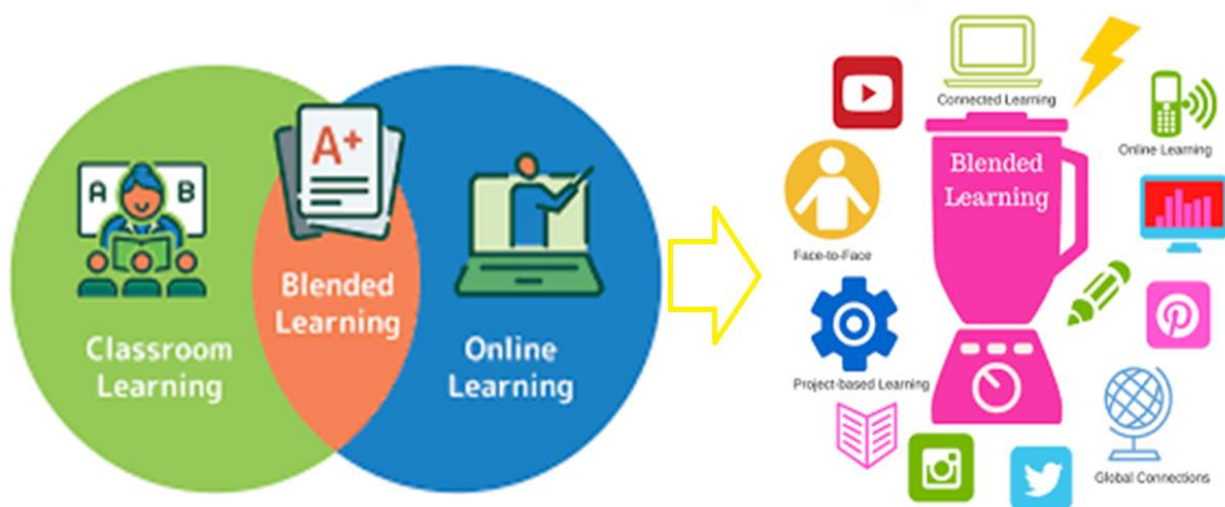 A B
A+
Blended
Learning
Classroom
Learning
Online
Learning
Connected Learning
Online Learning
Blended
Learning
Face-to-Face
Project-based Learning
Global Connections